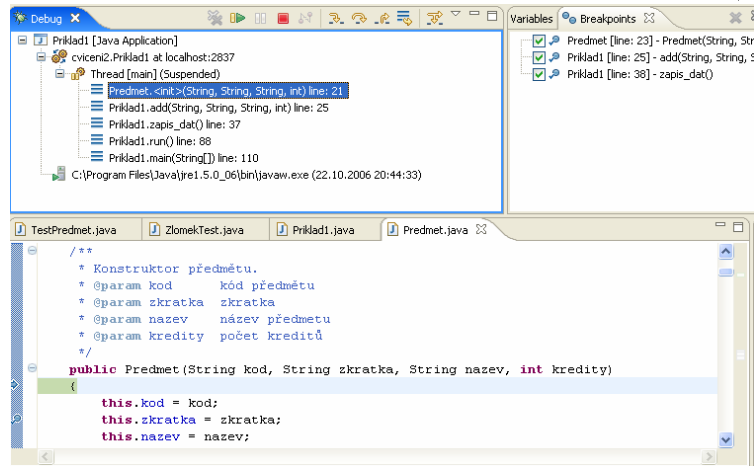 Debug
Priklad1 [Java Application]
cviceni2.Priklad1 at localhost:2837
Thread [main] (Suspended)
Predmet.<init>(String, String, String, int) line: 21
Priklad1.add(String, String, String, int) line: 25
Priklad1.zapis_dat() line: 37
Priklad1.run() line: 88
Priklad1.main(String[]) line: 110
C:\Program Files\Java\jre1.5.0_06\bin\javaw.exe (22.10.2006 20:44:33)
Variables Breakpoints
Predmet [line: 23] - Predmet(String, Str
Priklad1 [line: 25] - add(String, String, S
Priklad1 [line: 38] - zapis_dat()
TestPredmet.java ZlomekTest.java Priklad1.java Predmet.java
/**
* Konstruktor předmětu.
* @param kod kód předmětu
* @param zkratka zkratka
* @param nazev název předmetu
* @param kredity počet kreditů
*/
public Predmet(String kod, String zkratka, String nazev, int kredity)
{
this.kod = kod;
this.zkratka = zkratka;
this.nazev = nazev;